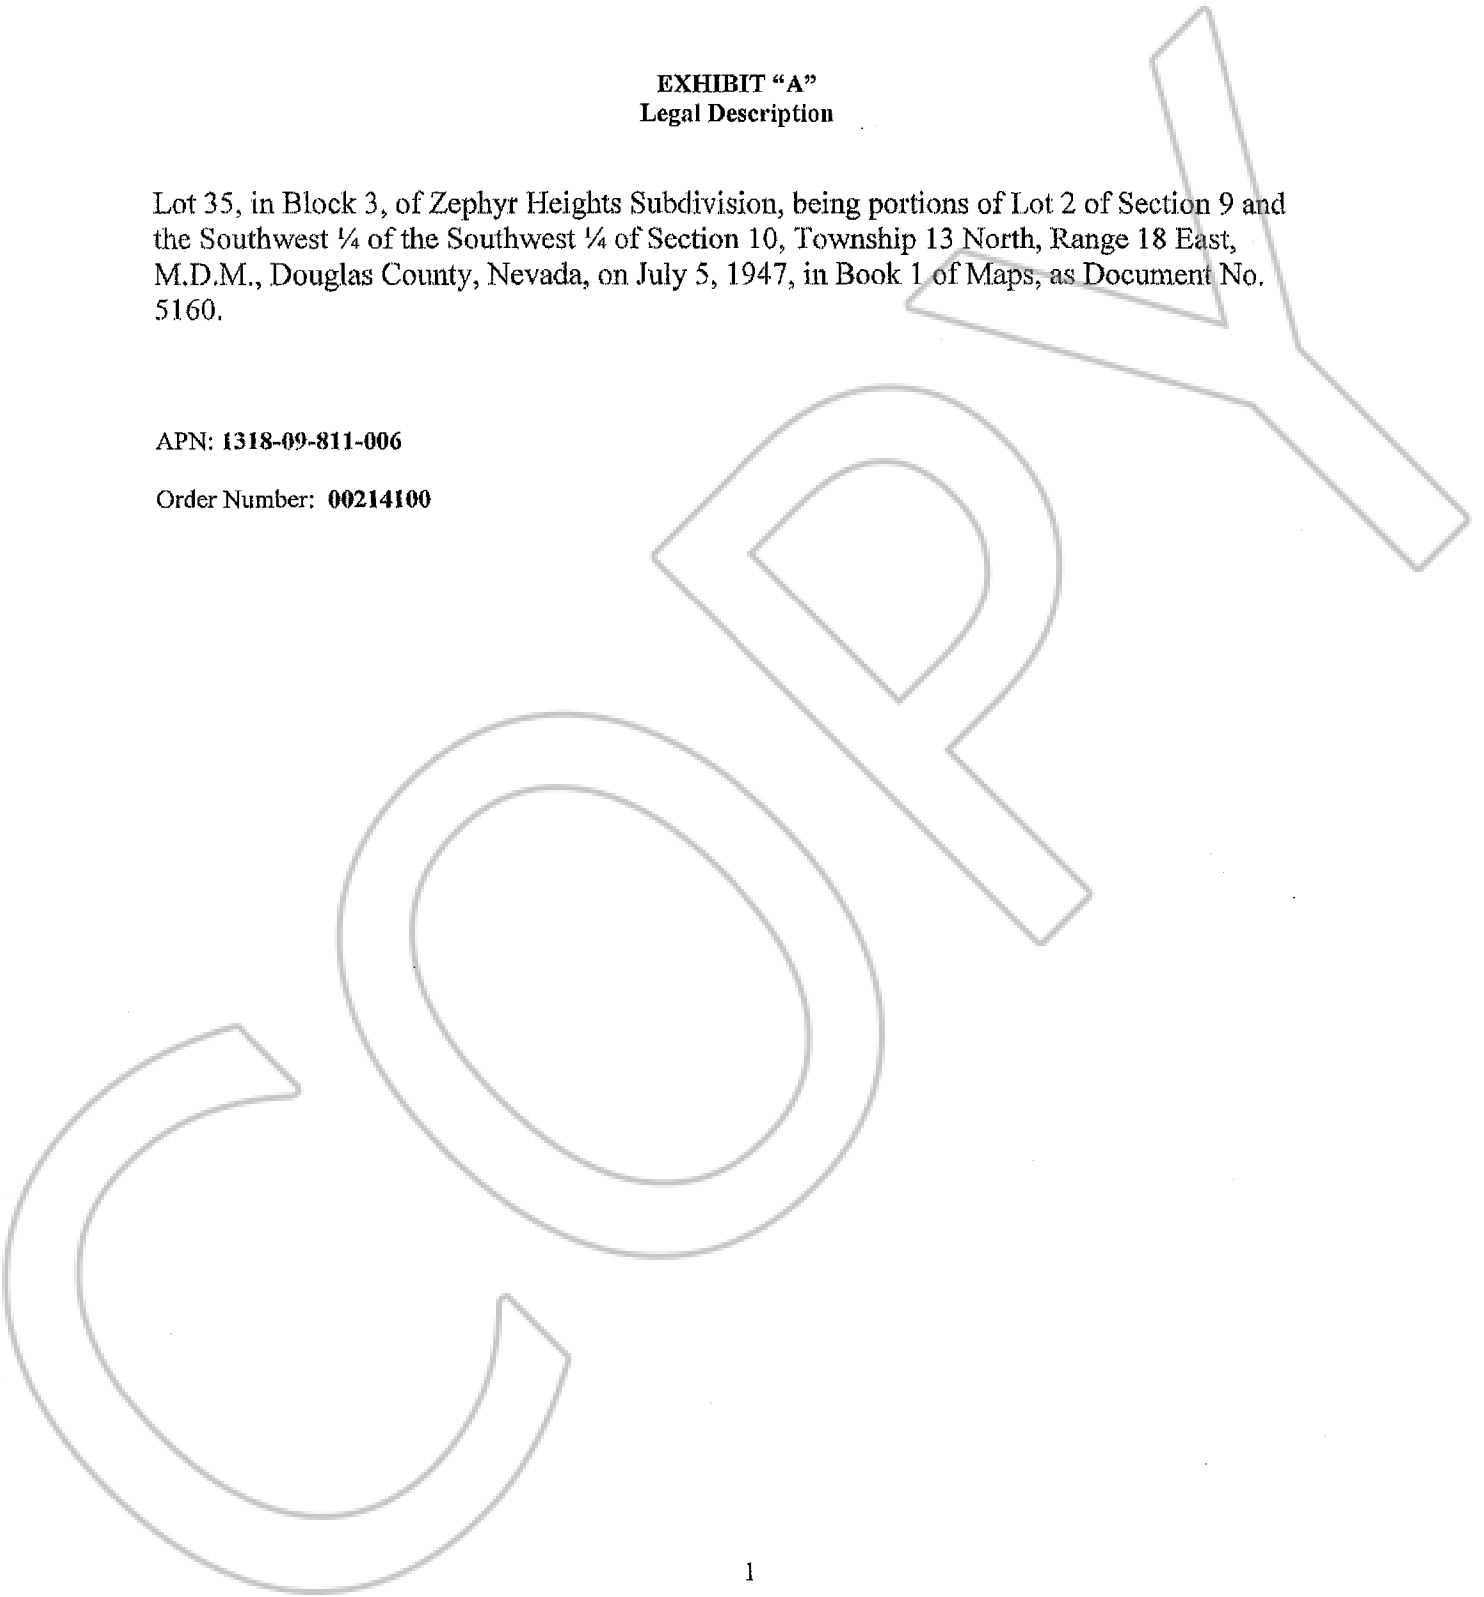 EXHIBIT “A”
Legal Description
Lot 35, in Block 3, of Zephyr Heights Subdivision, being portions of Lot 2 of Section 9 and
the Southwest ¼ of the Southwest ¼ of Section 10, Township 13 North, Range 18 East,
M.D.M., Douglas County, Nevada, on July 5, 1947, in Book 1 of Maps, as Document No.
5160.
APN: 1318-09-811-006
Order Number: 00214100
COPY
1